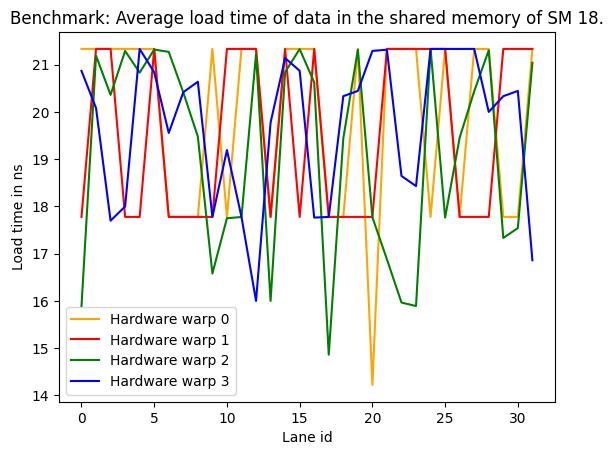 Benchmark: Average load time of data in the shared memory of SM 18.
Load time in ns
21
20
19
18
17
16
15
14
Hardware warp 0
Hardware warp 1
Hardware warp 2
Hardware warp 3
0 5 10 15 20 25 30
Lane id